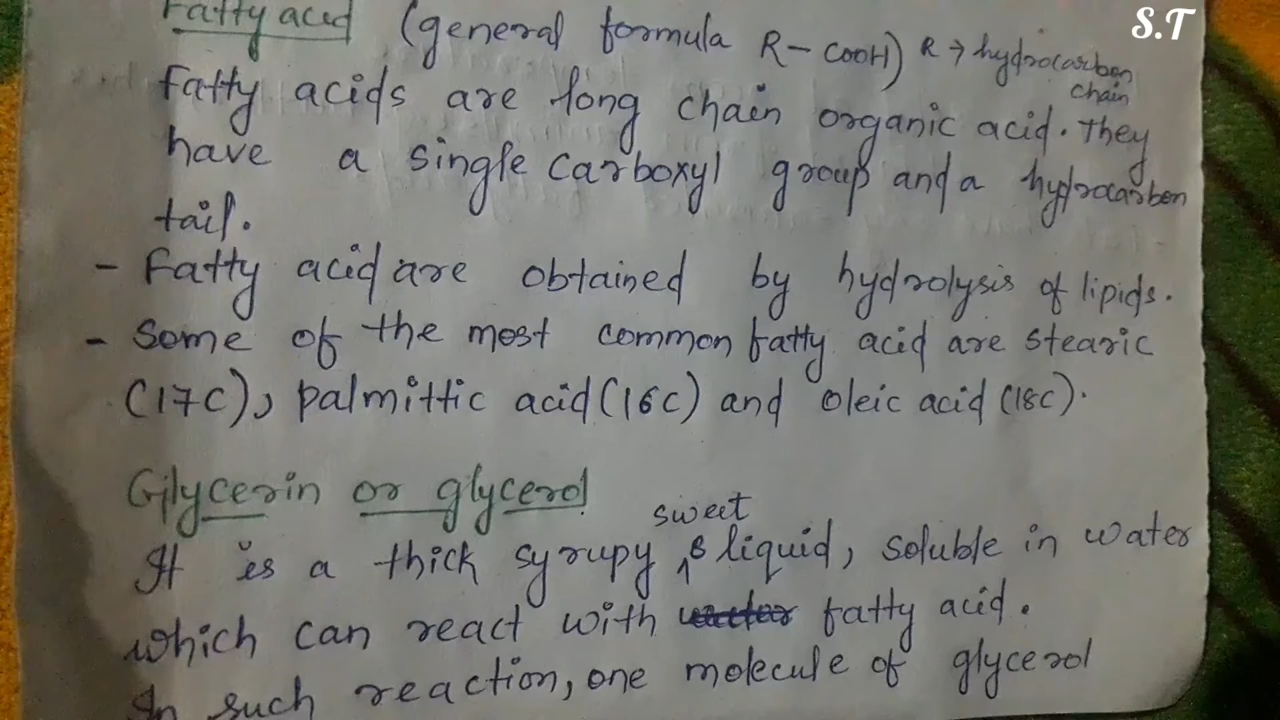 S.T
Fatty acid (general formula R-COOH) R → hydrocarbon
chain
Fatty acids are long chain organic acid. They
have a single carboxyl group and a hydrocarbon
tail.
- Fatty acid are obtained by hydrolysis of lipids.
- Some of the most common fatty acid are stearic
(17C), palmittic acid (16C) and oleic acid (18C).
Glycerin or glycerol
sweet
It is a thick syrupy, liquid, soluble in water
which can react with fatty acid.
In such reaction, one molecule of glycerol